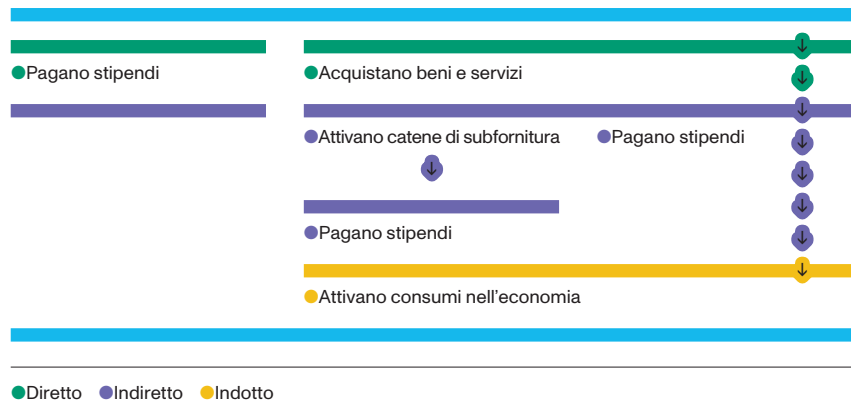 Pagano stipendi
Acquistano beni e servizi
Attivano catene di subfornitura
Pagano stipendi
Pagano stipendi
Attivano consumi nell'economia
Diretto Indiretto Indotto